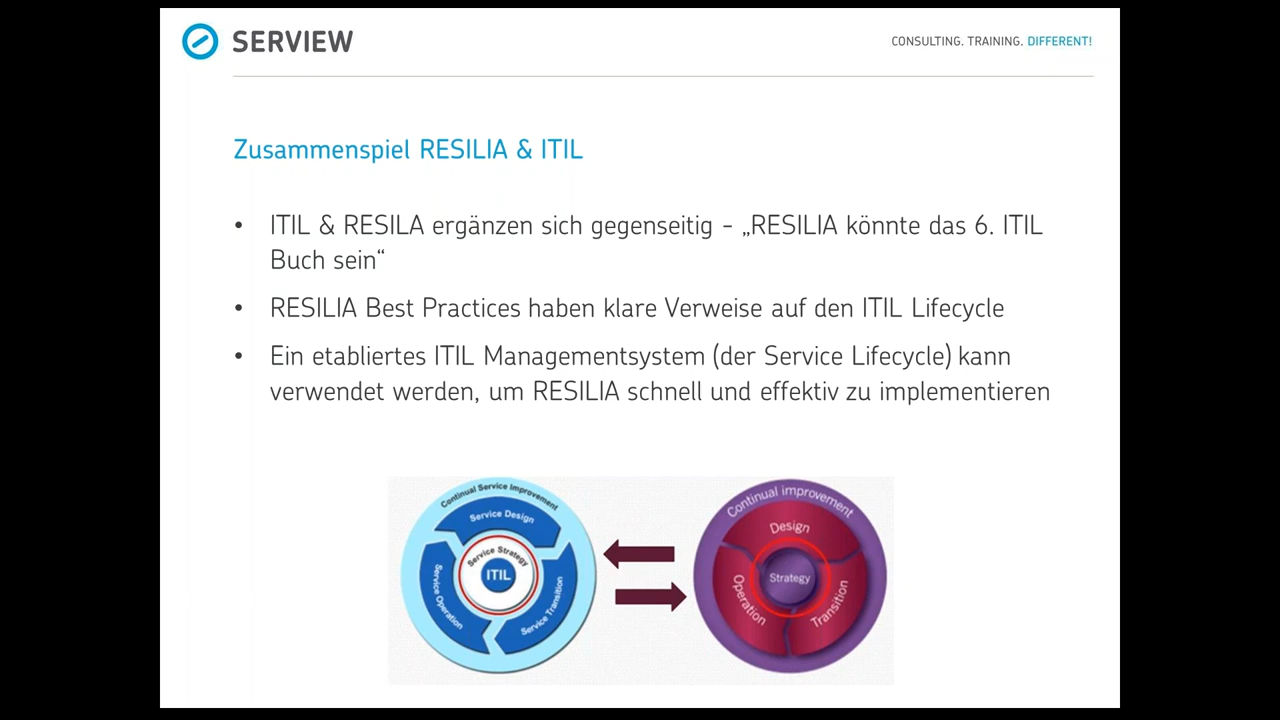 SERVIEW
CONSULTING. TRAINING. DIFFERENT!
Zusammenspiel RESILIA & ITIL
• ITIL & RESILA ergänzen sich gegenseitig - „RESILIA könnte das 6. ITIL
Buch sein“
• RESILIA Best Practices haben klare Verweise auf den ITIL Lifecycle
• Ein etabliertes ITIL Managementsystem (der Service Lifecycle) kann
verwendet werden, um RESILIA schnell und effektiv zu implementieren
Continual Service Improvement
Service Design
Service Strategy
ITIL
Service Operation
Service Transition
Continual improvement
Design
Strategy
Operation
Transition